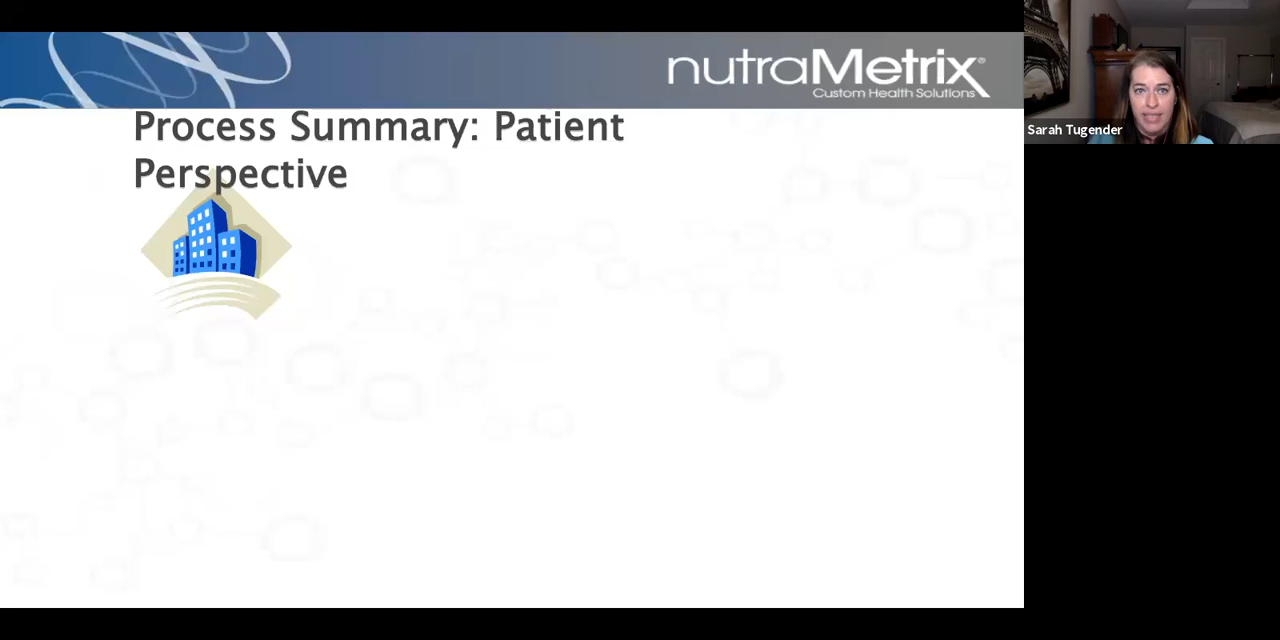 nutraMetrix®
Custom Health Solutions
Process Summary: Patient
Perspective
Sarah Tugender